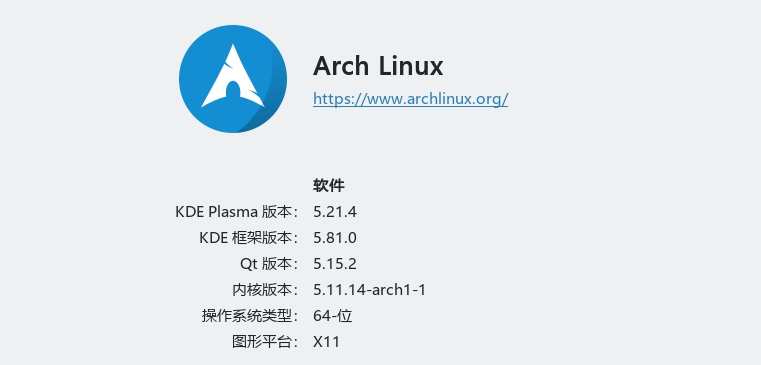 Arch Linux
https://www.archlinux.org/
软件
KDE Plasma 版本： 5.21.4
KDE 框架版本： 5.81.0
Qt 版本： 5.15.2
内核版本： 5.11.14-arch1-1
操作系统类型： 64-位
图形平台： X11